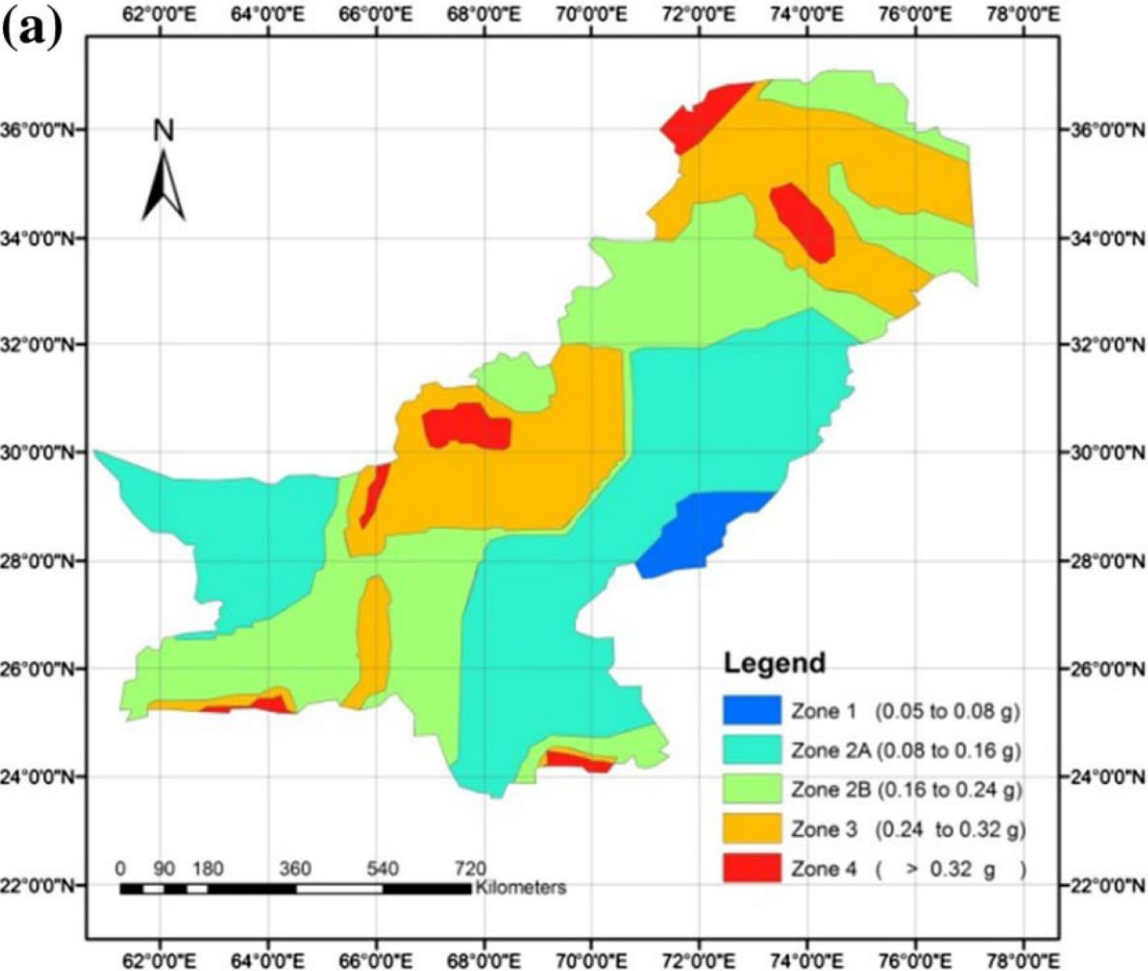 (a)
62°0'0"E 64°0'0"E 66°0'0"E 68°0'0"E 70°0'0"E 72°0'0"E 74°0'0"E 76°0'0"E 78°0'0"E
N
36°0'0"N 36°0'0"N
34°0'0"N 34°0'0"N
32°0'0"N 32°0'0"N
30°0'0"N 30°0'0"N
28°0'0"N 28°0'0"N
26°0'0"N 26°0'0"N
24°0'0"N 24°0'0"N
22°0'0"N 22°0'0"N
Legend
Zone 1 (0.05 to 0.08 g)
Zone 2A (0.08 to 0.16 g)
Zone 2B (0.16 to 0.24 g)
Zone 3 (0.24 to 0.32 g)
Zone 4 ( > 0.32 g )
0 90 180 360 540 720
Kilometers
62°0'0"E 64°0'0"E 66°0'0"E 68°0'0"E 70°0'0"E 72°0'0"E 74°0'0"E 76°0'0"E 78°0'0"E